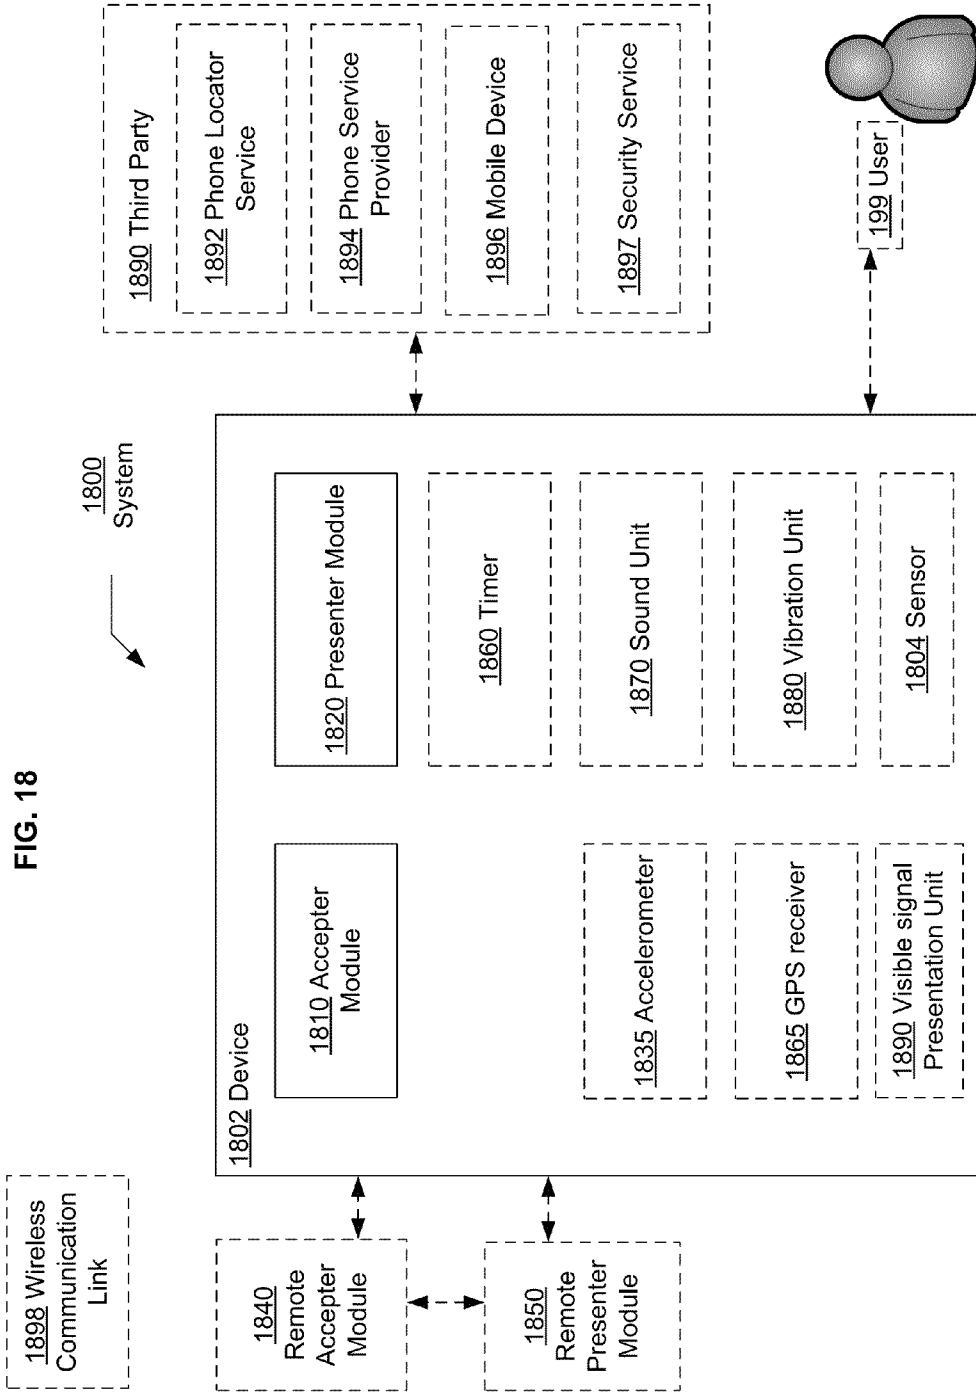 FIG. 18
1800
System
1898 Wireless
Communication
Link
1840
Remote
Accepter
Module
1850
Remote
Presenter
Module
1802 Device
1810 Accepter
Module
1820 Presenter Module
1860 Timer
1835 Accelerometer
1870 Sound Unit
1865 GPS receiver
1880 Vibration Unit
1890 Visible signal
Presentation Unit
1804 Sensor
1890 Third Party
1892 Phone Locator
Service
1894 Phone Service
Provider
1896 Mobile Device
1897 Security Service
199 User